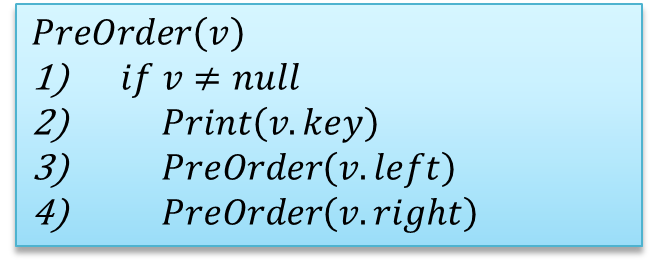 PreOrder(v)
1) if v ≠ null
2) Print(v.key)
3) PreOrder(v.left)
4) PreOrder(v.right)